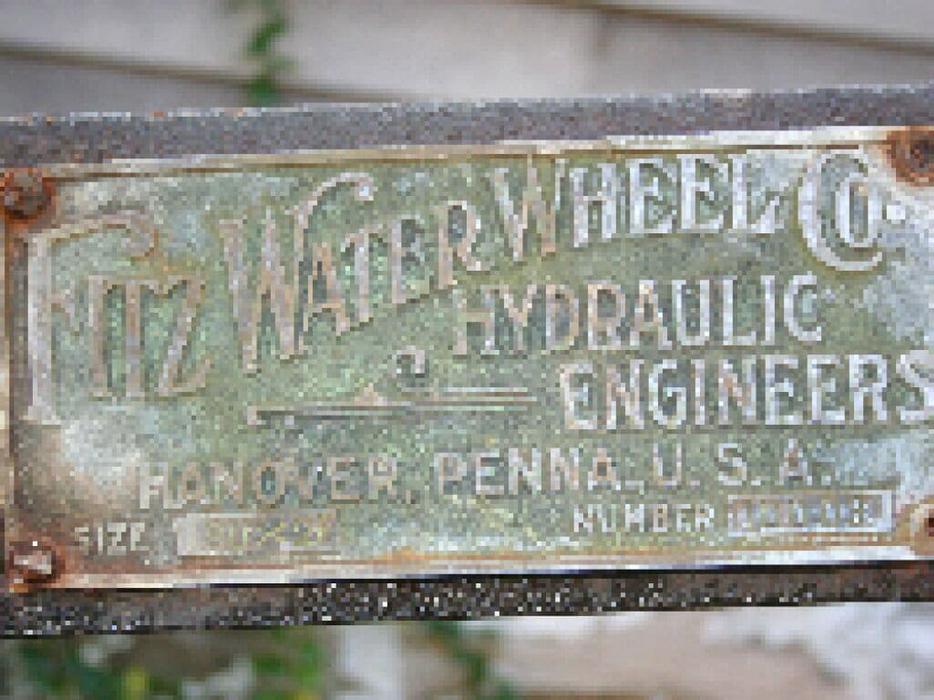 FITZ WATER WHEEL CO.
HYDRAULIC
ENGINEERS
HANOVER, PENNA., U. S. A.
SIZE NUMBER